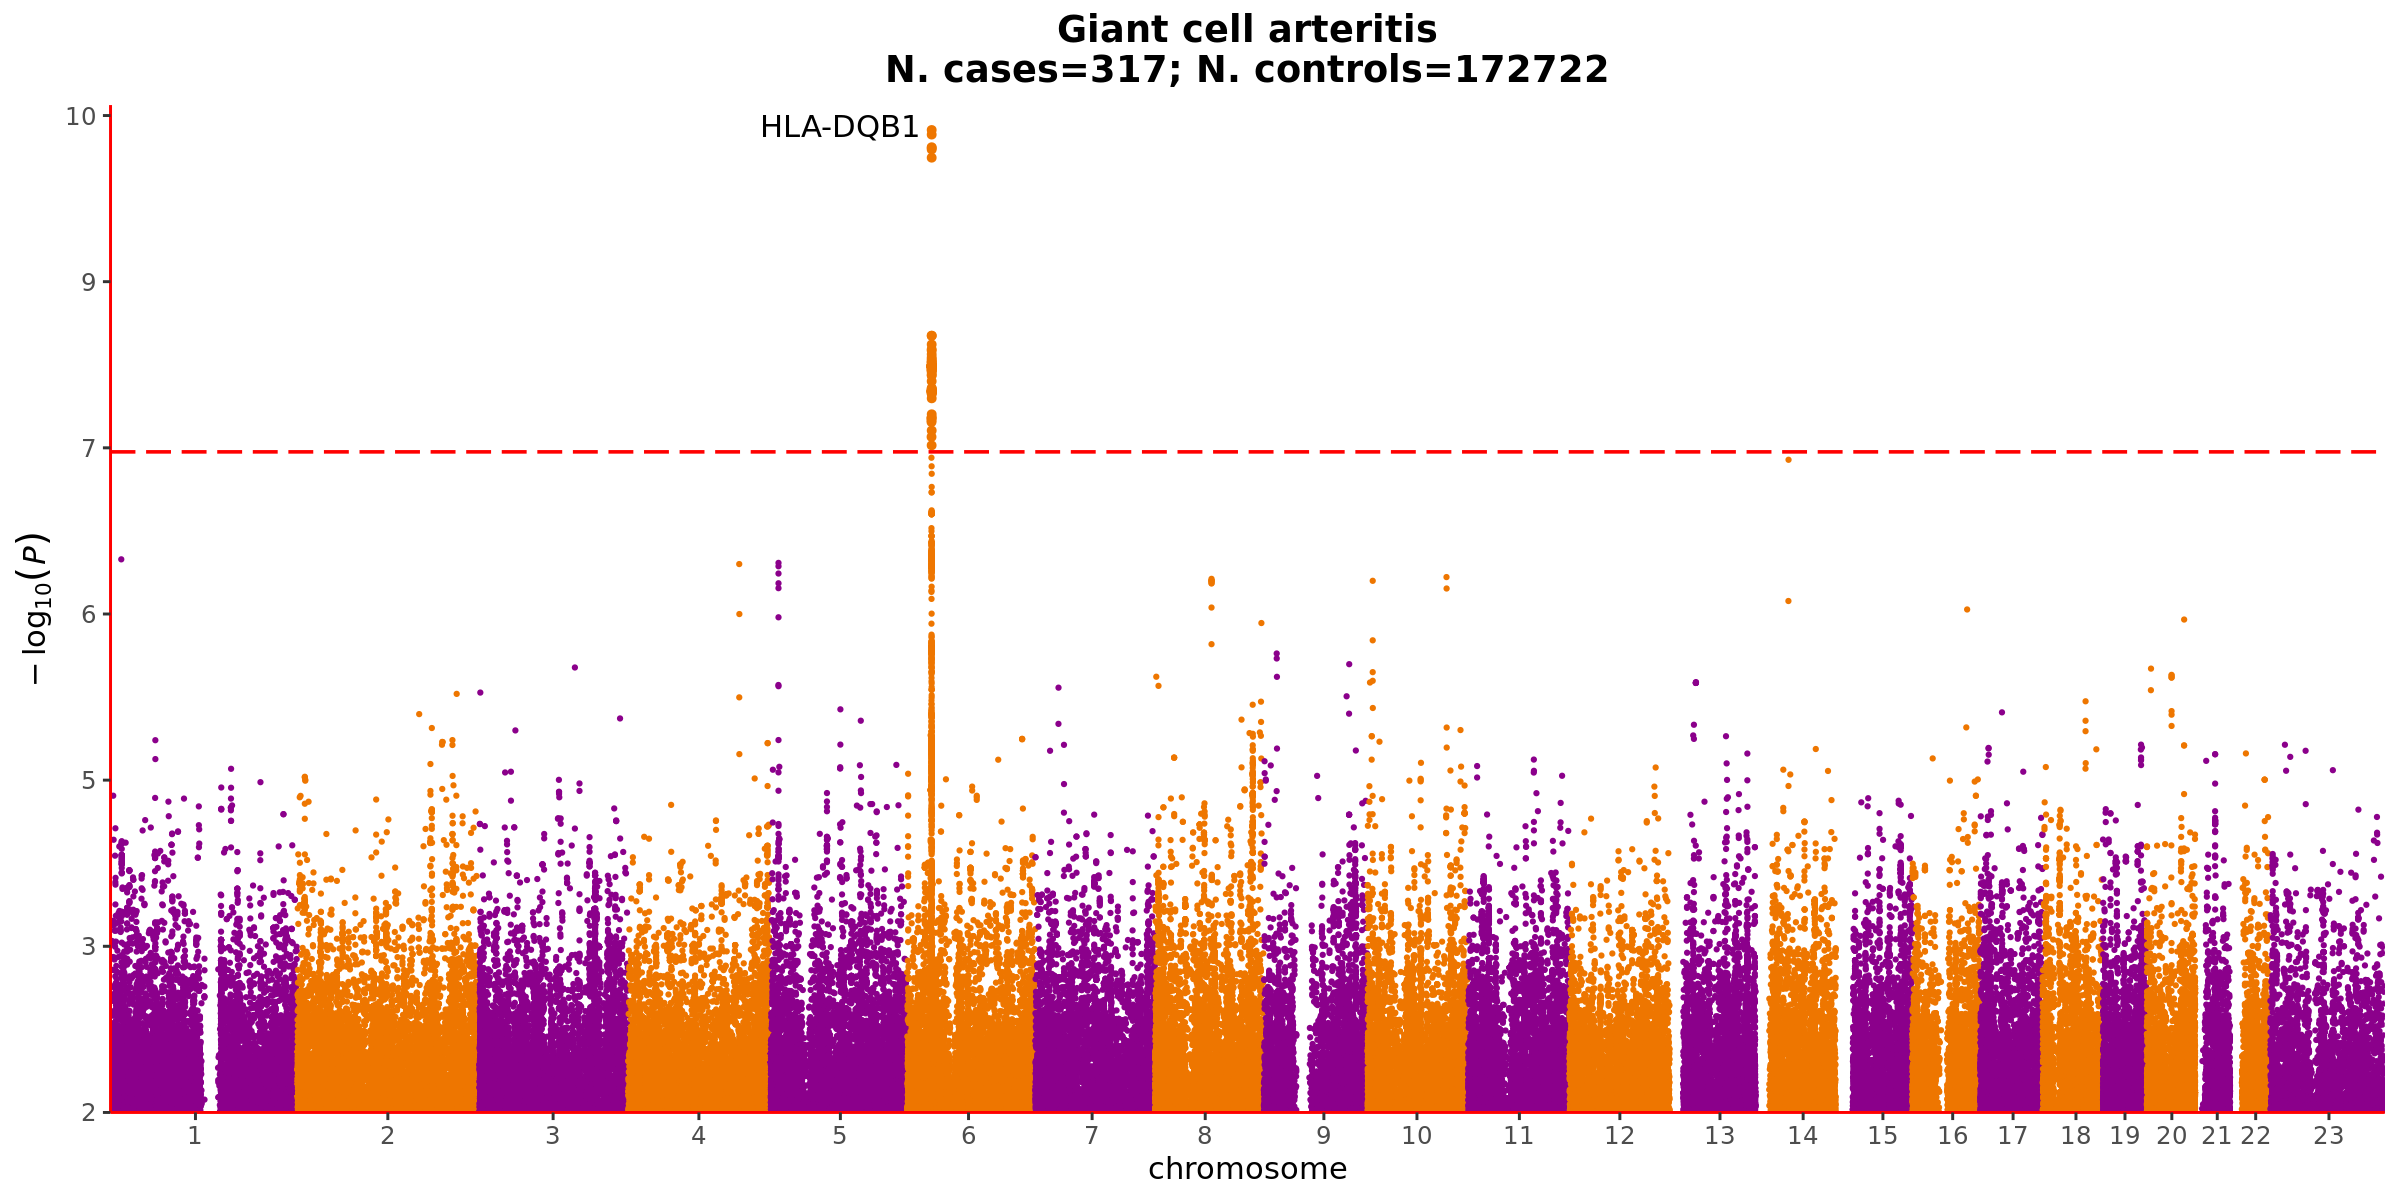 Giant cell arteritis
N. cases=317; N. controls=172722
HLA-DQB1
10
9
7
6
5
3
2
−log10(P)
1 2 3 4 5 6 7 8 9 10 11 12 13 14 15 16 17 18 19 20 21 22 23
chromosome